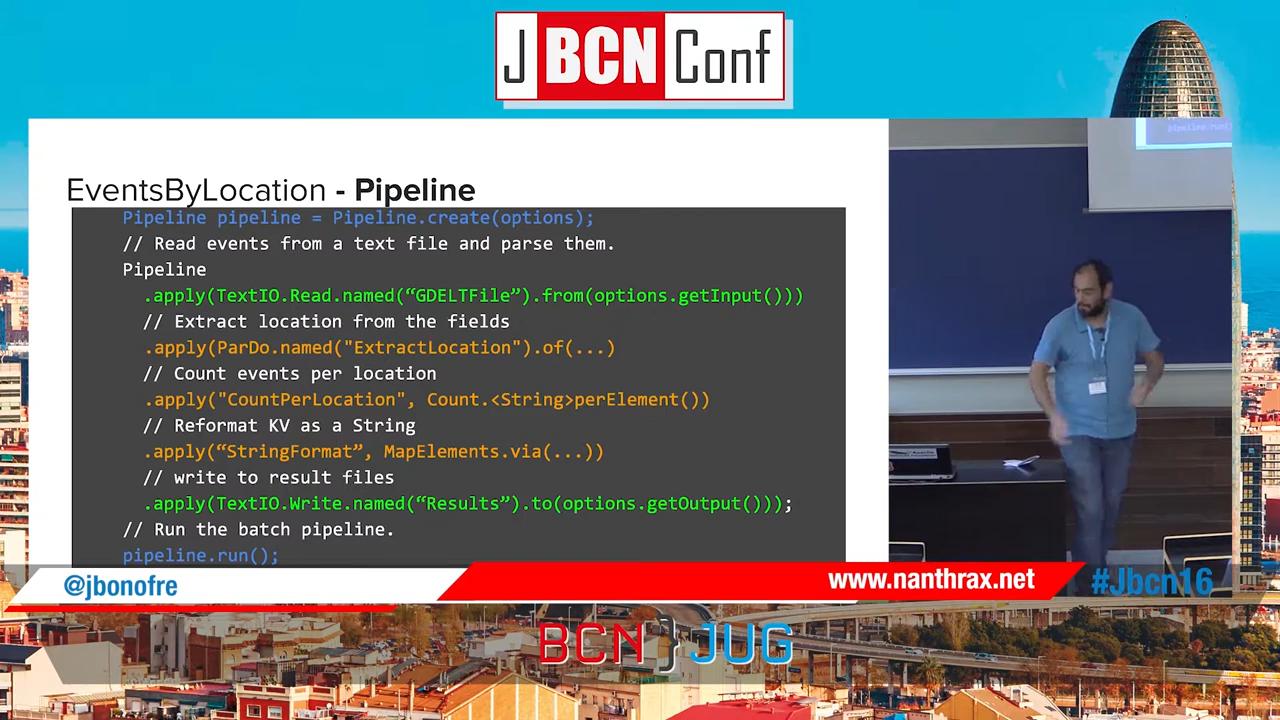 J BCN Conf
EventsByLocation - Pipeline
Pipeline pipeline = Pipeline.create(options);
// Read events from a text file and parse them.
Pipeline
.apply(TextIO.Read.named(“GDELTFile”).from(options.getInput()))
// Extract location from the fields
.apply(ParDo.named("ExtractLocation").of(...)
// Count events per location
.apply("CountPerLocation", Count.<String>perElement())
// Reformat KV as a String
.apply(“StringFormat”, MapElements.via(...))
// write to result files
.apply(TextIO.Write.named(“Results”).to(options.getOutput()));
// Run the batch pipeline.
pipeline.run();
pipeline.run()
@jbonofre
www.nanthrax.net
#Jbcn16
BCN JUG